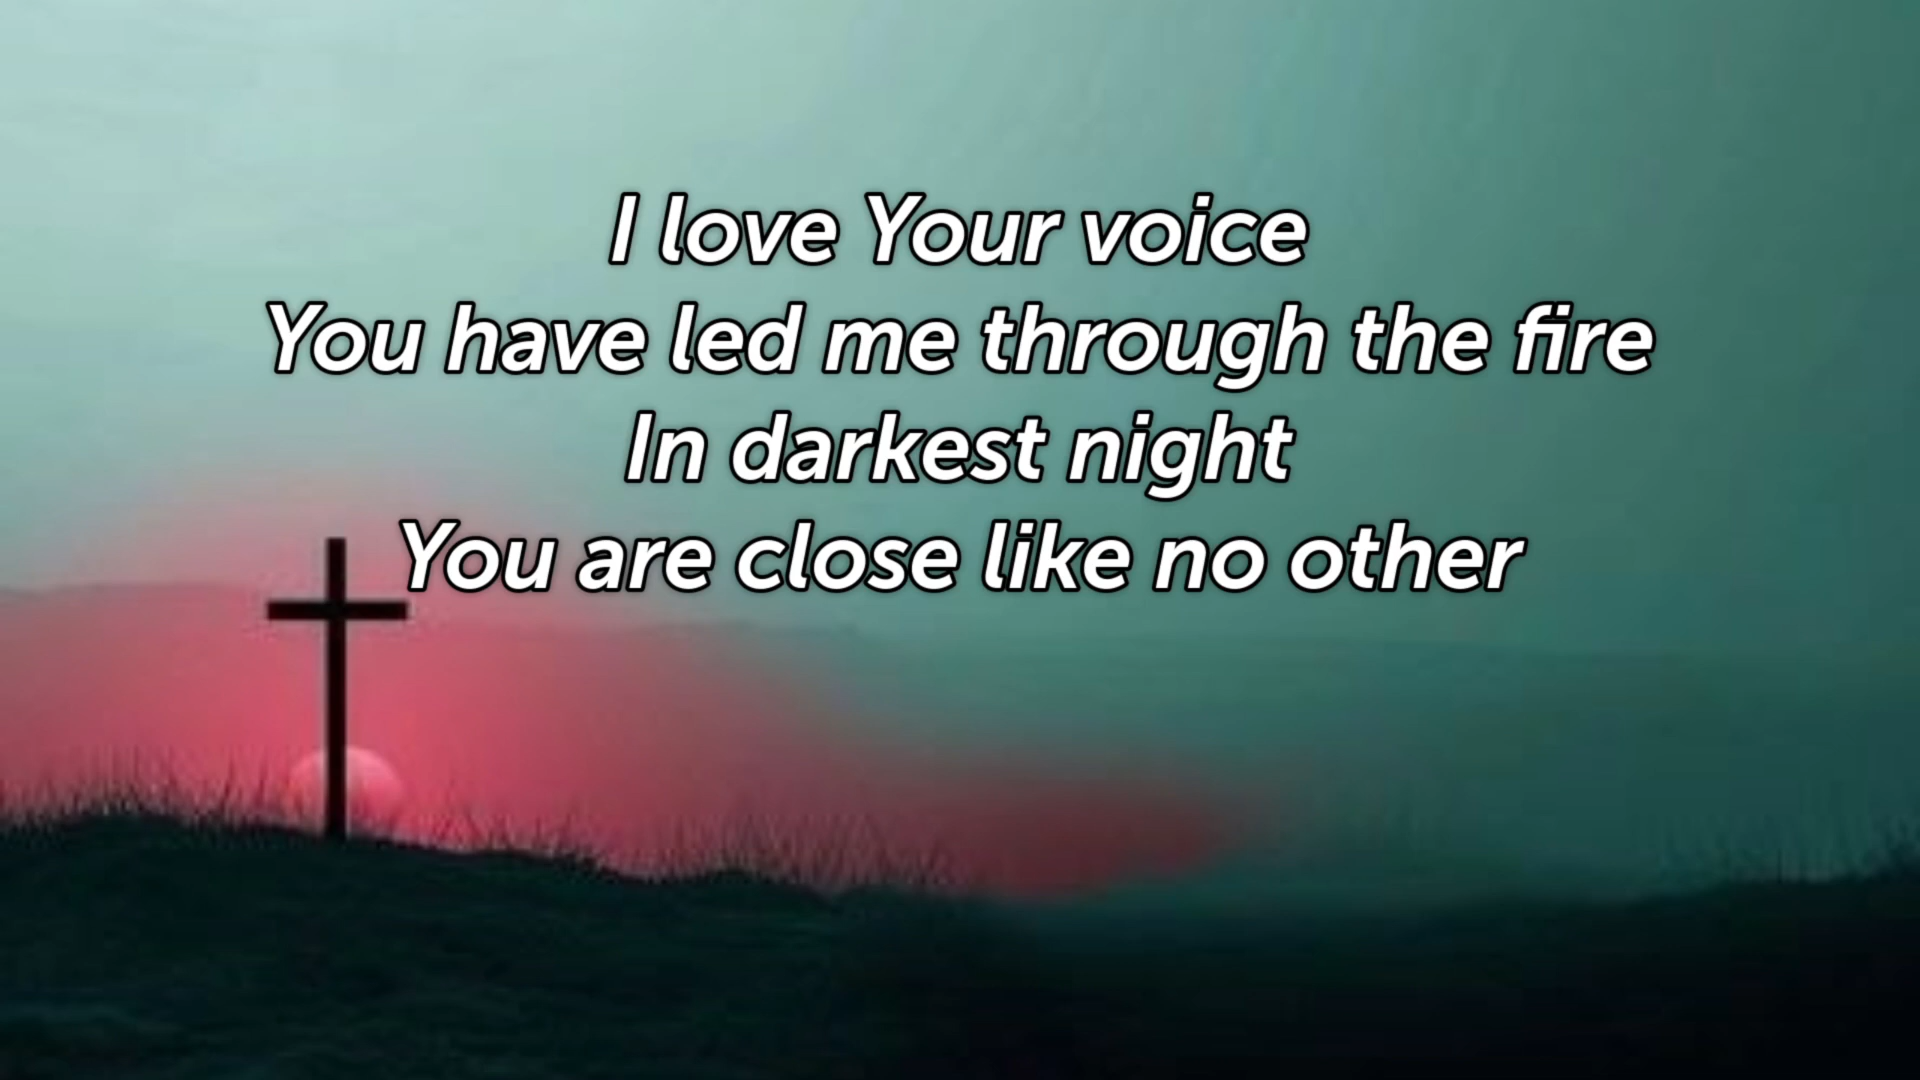 I love Your voice
You have led me through the fire
In darkest night
You are close like no other